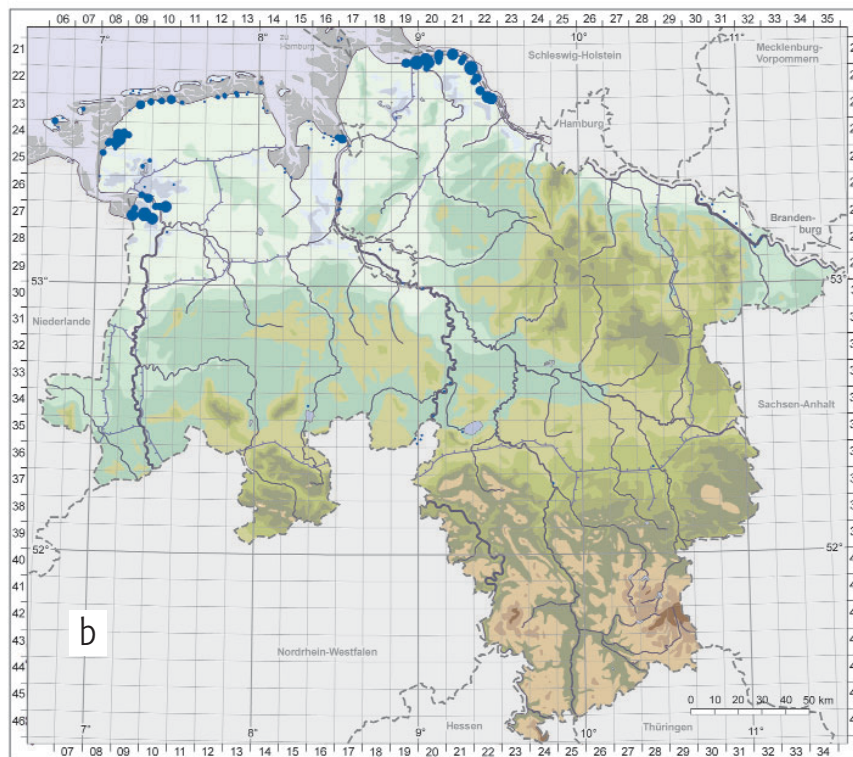 06 07 08 09 10 11 12 13 14 15 16 17 18 19 20 21 22 23 24 25 26 27 28 29 30 31 32 33 34 35
7° 8° 9° 10° 11°
zu
Hamburg
Schleswig-Holstein
Mecklenburg-
Vorpommern
Hamburg
Branden-
burg
53° 53°
Niederlande
Sachsen-Anhalt
52° 52°
b
Nordrhein-Westfalen
Hessen
Thüringen
0 10 20 30 40 50 km
7° 8° 10° 11°
21
22
23
24
25
26
27
28
29
30
31
32
33
34
35
36
37
38
39
40
41
42
43
44
45
46
07 08 09 10 11 12 13 14 15 16 17 18 19 20 21 22 23 24 25 26 27 28 29 30 31 32 33 34